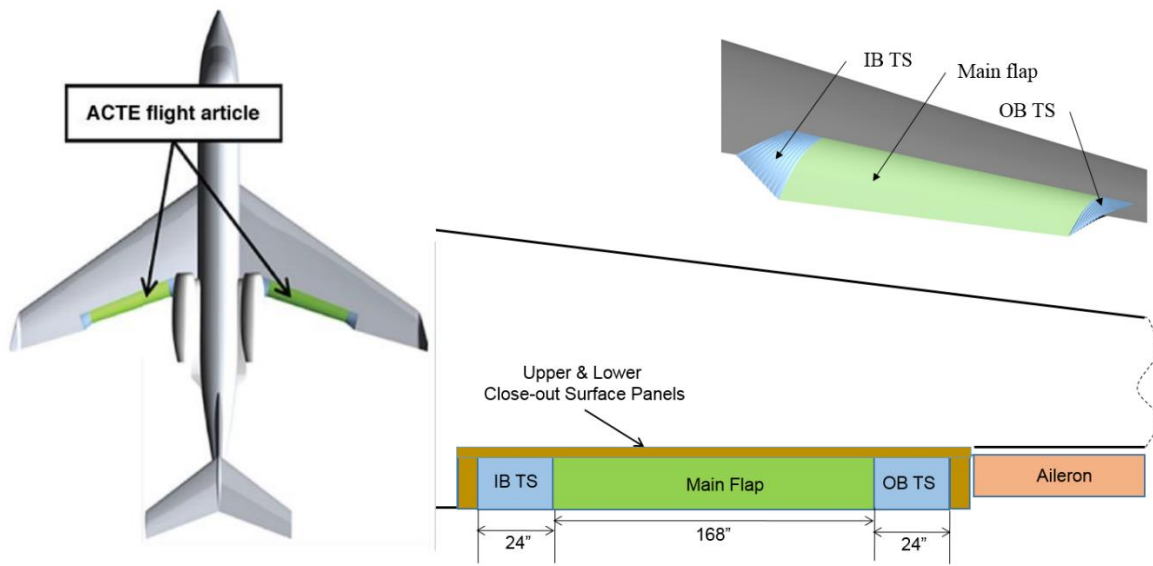 ACTE flight article
IB TS
Main flap
OB TS
Upper & Lower
Close-out Surface Panels
IB TS
Main Flap
OB TS
Aileron
24”
168”
24”